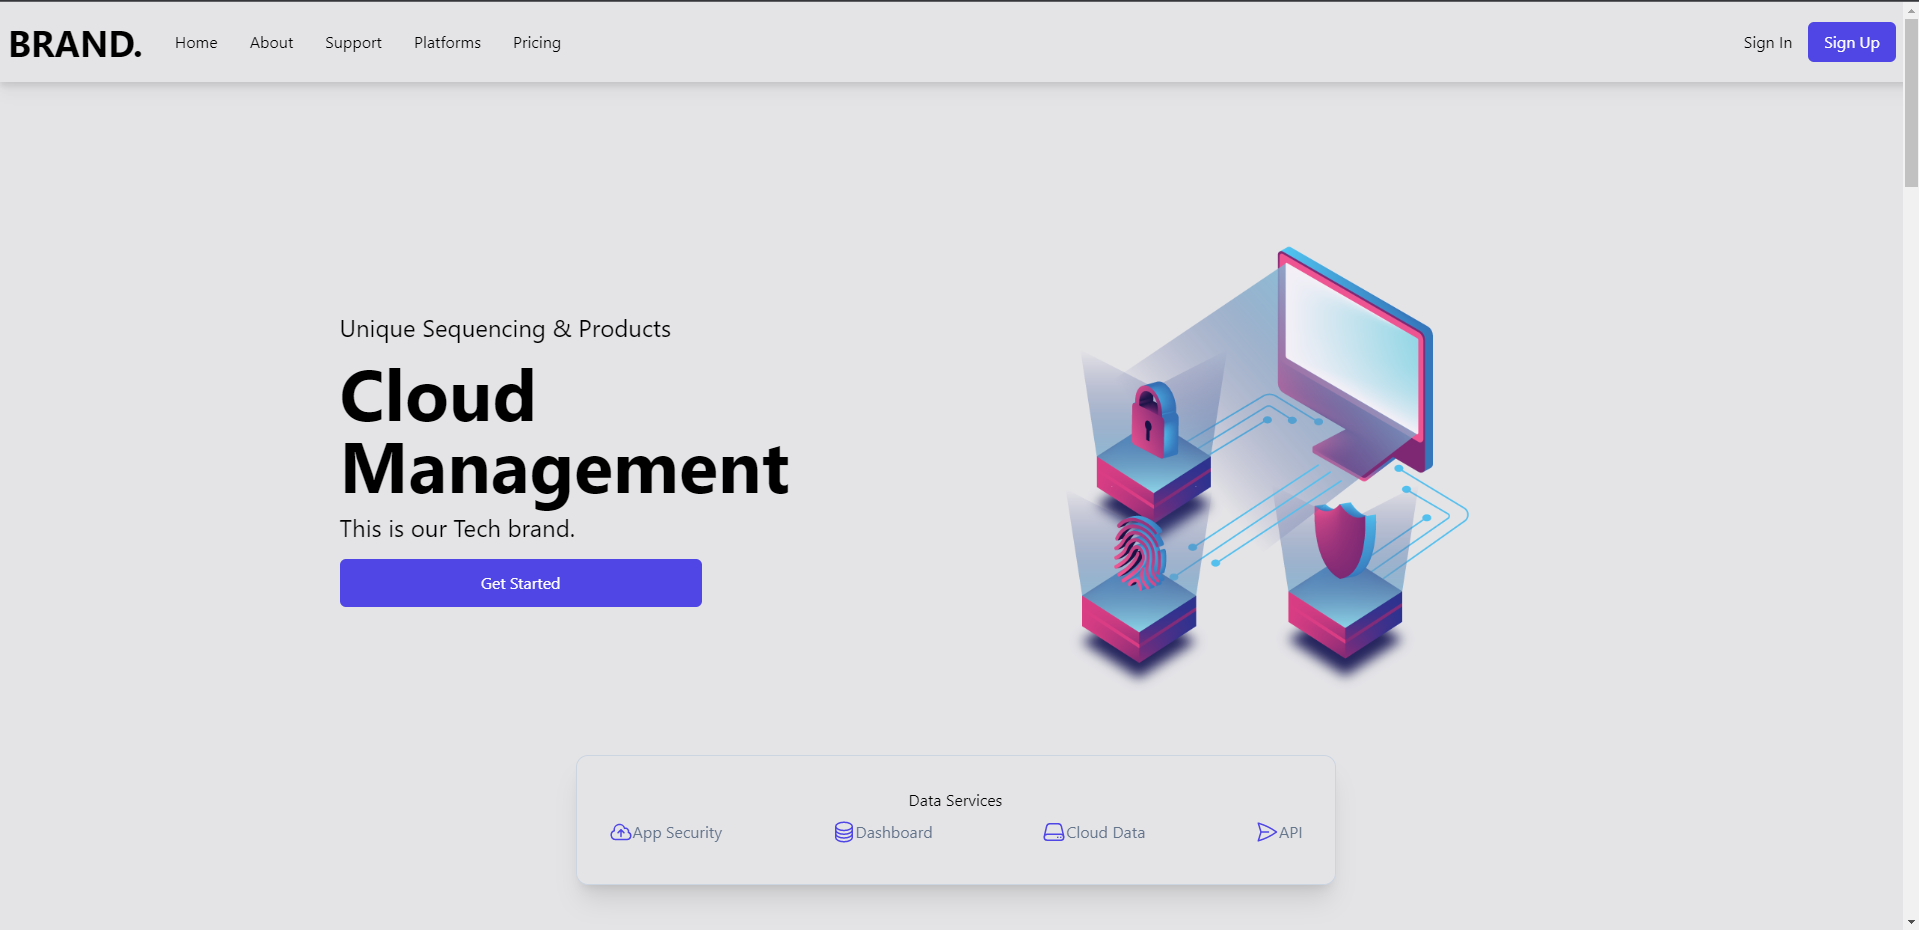 BRAND. Home About Support Platforms Pricing Sign In Sign Up
Unique Sequencing & Products
Cloud
Management
This is our Tech brand.
Get Started
Data Services
App Security Dashboard Cloud Data API